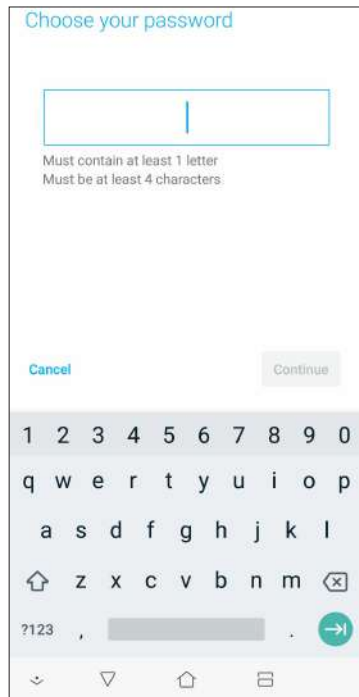 Choose your password
Must contain at least 1 letter
Must be at least 4 characters
Cancel Continue
1 2 3 4 5 6 7 8 9 0
q w e r t y u i o p
a s d f g h j k l
z x c v b n m
?123 , .